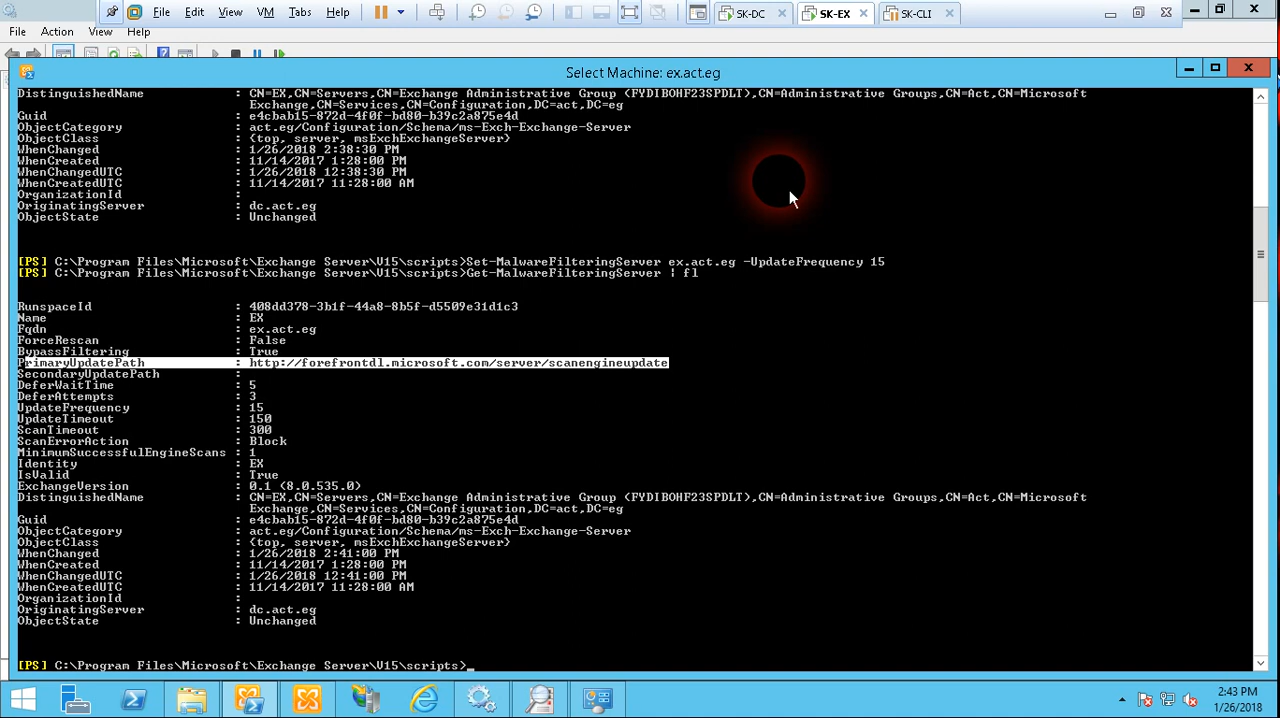 File Edit View VM Tabs Help SK-DC SK-EX SK-CLI
File Action View Help
Select Machine: ex.act.eg
DistinguishedName : CN=EX,CN=Servers,CN=Exchange Administrative Group (FYDIBOHF23SPDLT),CN=Administrative Groups,CN=Act,CN=Microsoft
Exchange,CN=Services,CN=Configuration,DC=act,DC=eg
Guid : e4cbab15-872d-4f0f-bd80-b39c2a875e4d
ObjectCategory : act.eg/Configuration/Schema/ms-Exch-Exchange-Server
ObjectClass : {top, server, msExchExchangeServer}
WhenChanged : 1/26/2018 2:38:30 PM
WhenCreated : 11/14/2017 1:28:00 PM
WhenChangedUTC : 1/26/2018 12:38:30 PM
WhenCreatedUTC : 11/14/2017 11:28:00 AM
OrganizationId :
OriginatingServer : dc.act.eg
ObjectState : Unchanged
[PS] C:\Program Files\Microsoft\Exchange Server\V15\scripts>Set-MalwareFilteringServer ex.act.eg -UpdateFrequency 15
[PS] C:\Program Files\Microsoft\Exchange Server\V15\scripts>Get-MalwareFilteringServer | fl
RunspaceId : 408dd378-3b1f-44a8-8b5f-d5509e31d1c3
Name : EX
Fqdn : ex.act.eg
ForceRescan : False
BypassFiltering : True
PrimaryUpdatePath : http://forefrontdl.microsoft.com/server/scanengineupdate
SecondaryUpdatePath :
DeferWaitTime : 5
DeferAttempts : 3
UpdateFrequency : 15
UpdateTimeout : 150
ScanTimeout : 300
ScanErrorAction : Block
MinimumSuccessfulEngineScans : 1
Identity : EX
IsValid : True
ExchangeVersion : 0.1 (8.0.535.0)
DistinguishedName : CN=EX,CN=Servers,CN=Exchange Administrative Group (FYDIBOHF23SPDLT),CN=Administrative Groups,CN=Act,CN=Microsoft
Exchange,CN=Services,CN=Configuration,DC=act,DC=eg
Guid : e4cbab15-872d-4f0f-bd80-b39c2a875e4d
ObjectCategory : act.eg/Configuration/Schema/ms-Exch-Exchange-Server
ObjectClass : {top, server, msExchExchangeServer}
WhenChanged : 1/26/2018 2:41:00 PM
WhenCreated : 11/14/2017 1:28:00 PM
WhenChangedUTC : 1/26/2018 12:41:00 PM
WhenCreatedUTC : 11/14/2017 11:28:00 AM
OrganizationId :
OriginatingServer : dc.act.eg
ObjectState : Unchanged
[PS] C:\Program Files\Microsoft\Exchange Server\V15\scripts>_
2:43 PM
1/26/2018